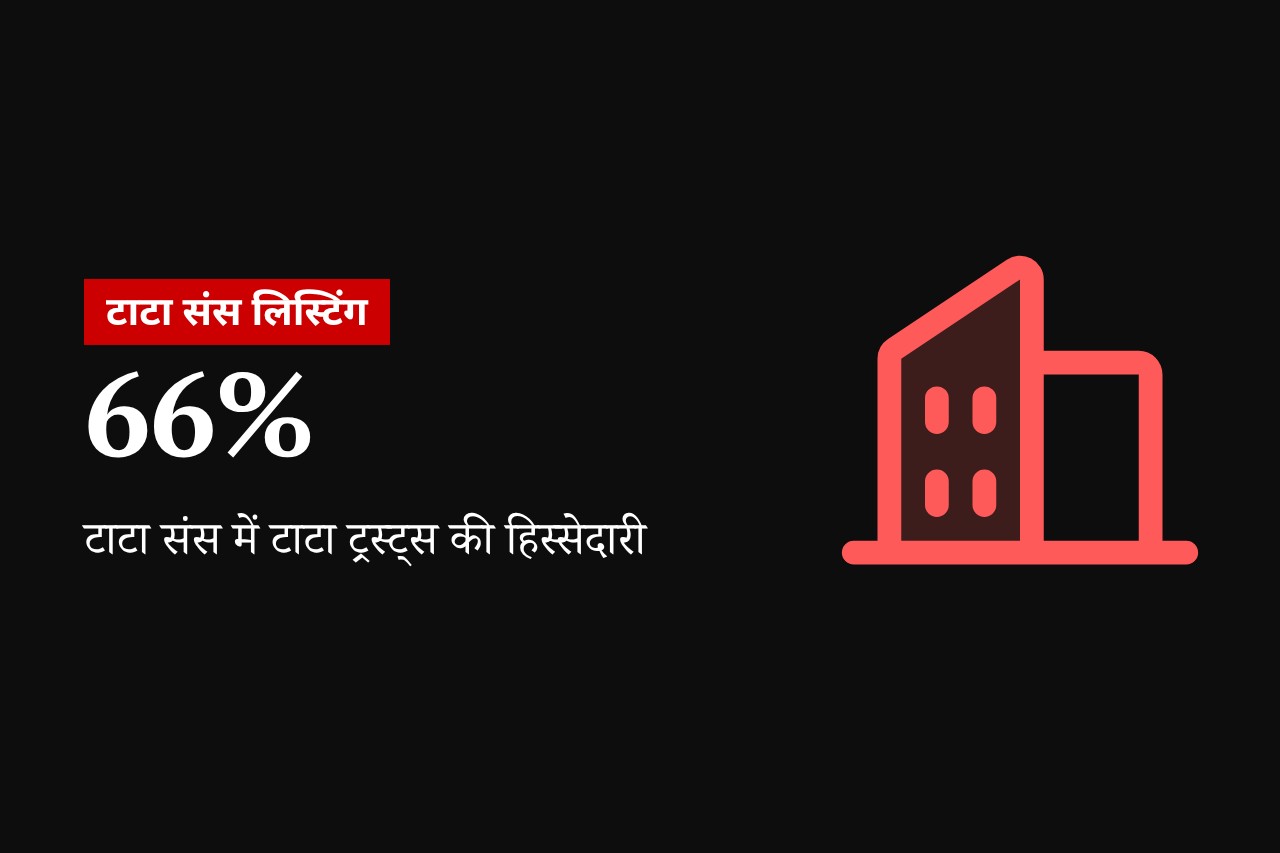 टाटा संस लिस्टिंग
66%
टाटा संस में टाटा ट्रस्ट्स की हिस्सेदारी